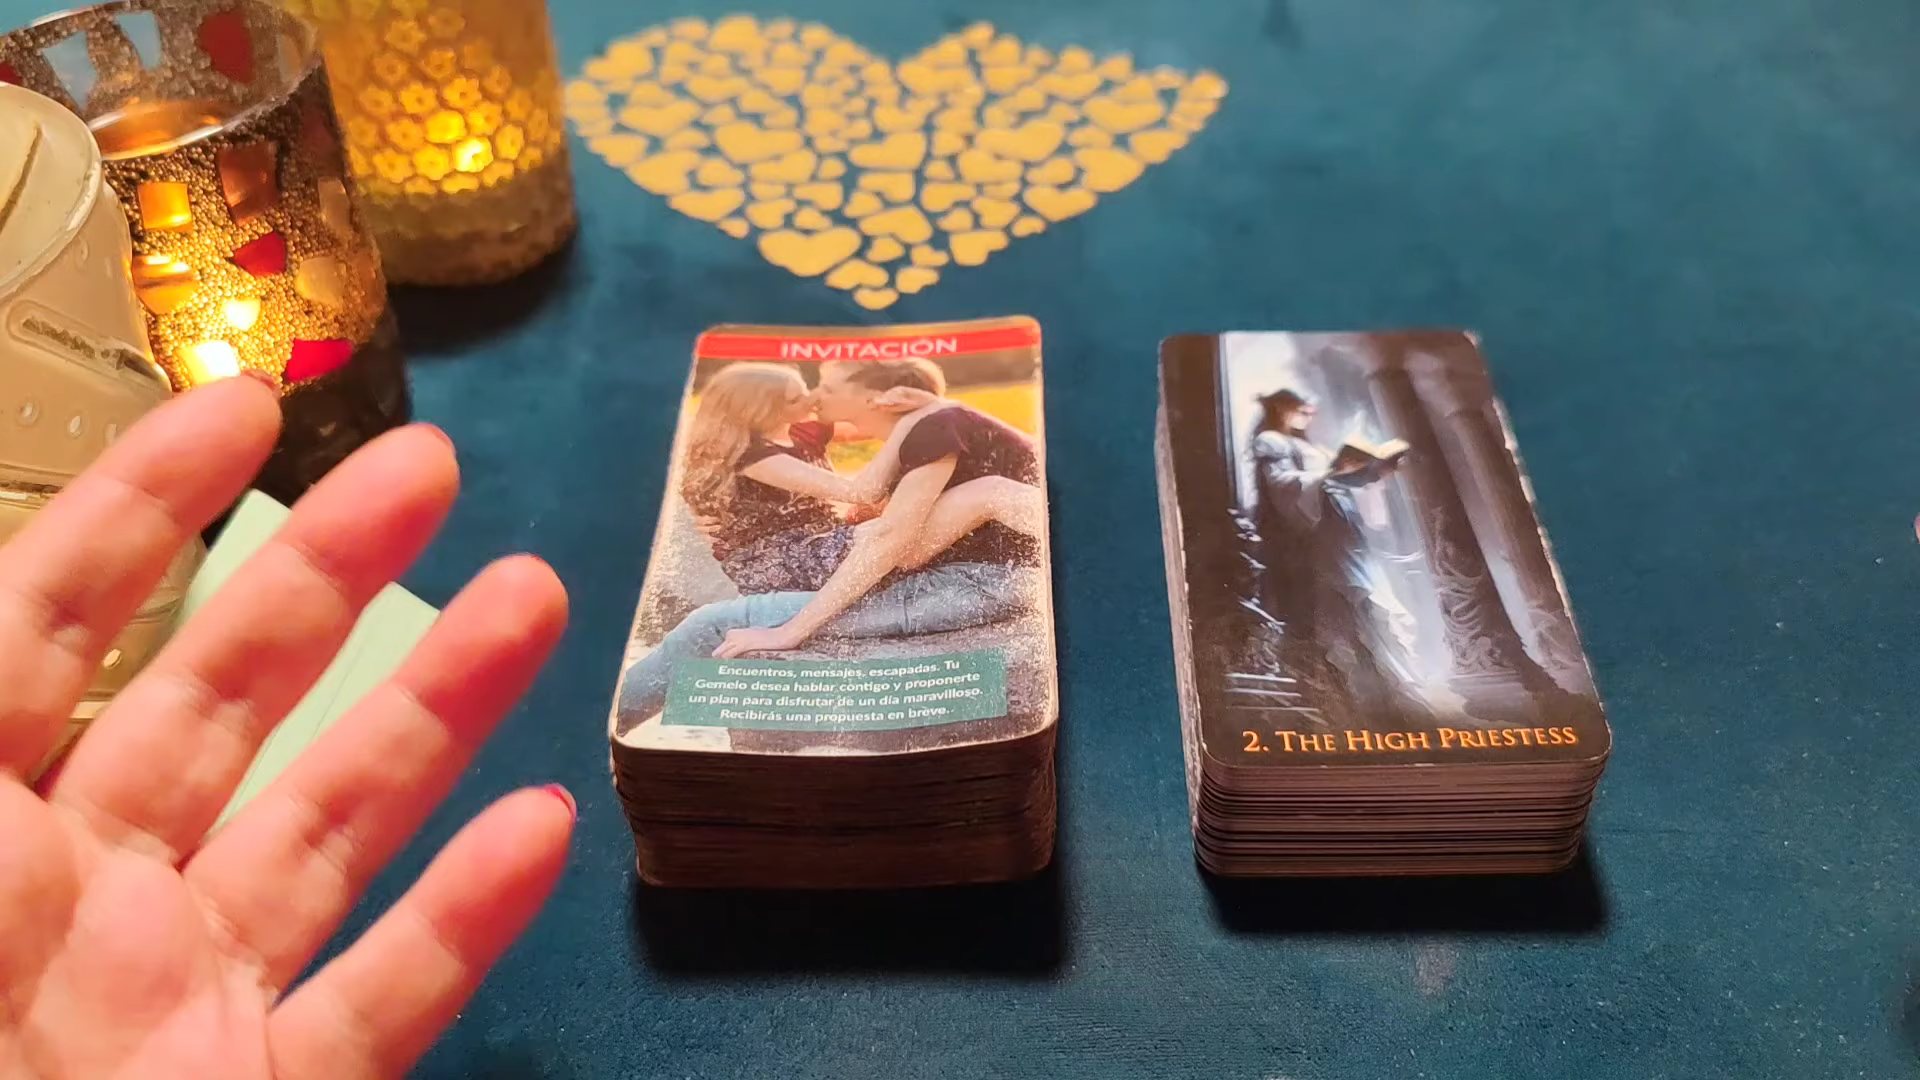 INVITACIÓN
Encuentros, mensajes, escapadas. Tu
Gemelo desea hablar contigo y proponerte
un plan para disfrutar de un día maravilloso.
Recibirás una propuesta en breve.
2. THE HIGH PRIESTESS